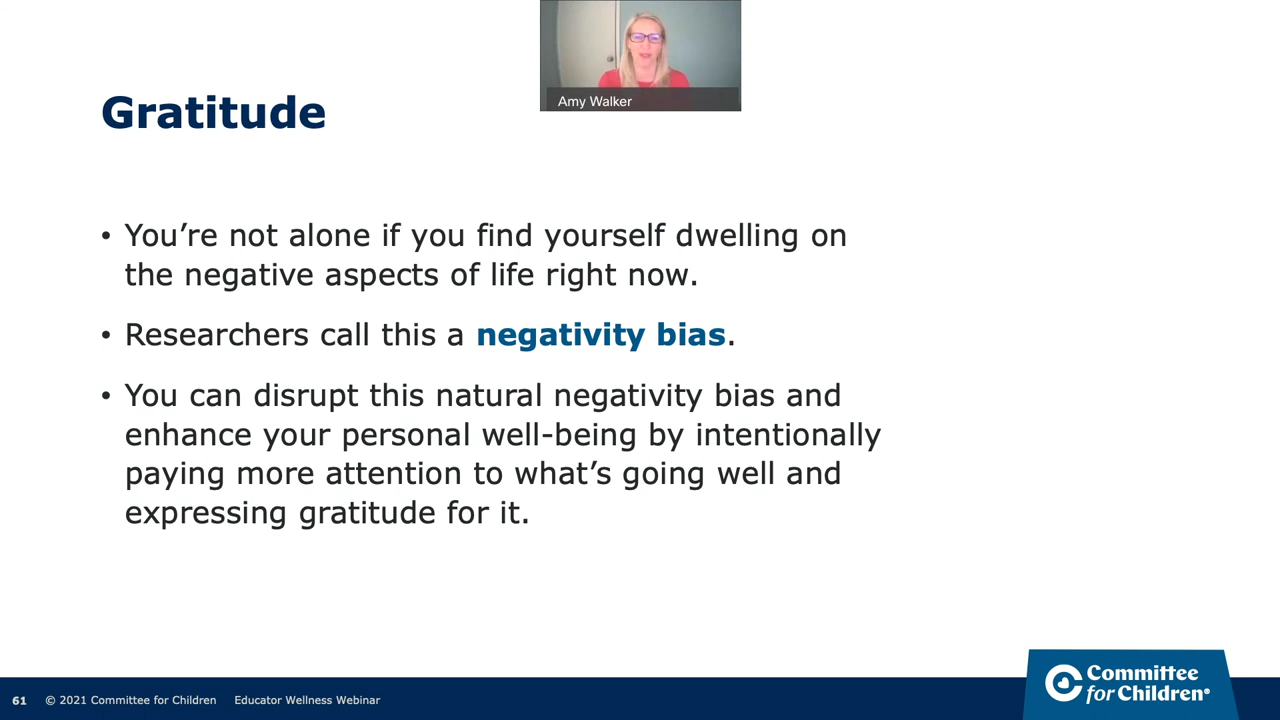 Amy Walker
Gratitude
• You’re not alone if you find yourself dwelling on
the negative aspects of life right now.
• Researchers call this a negativity bias.
• You can disrupt this natural negativity bias and
enhance your personal well-being by intentionally
paying more attention to what’s going well and
expressing gratitude for it.
61 © 2021 Committee for Children Educator Wellness Webinar
Committee
for Children®